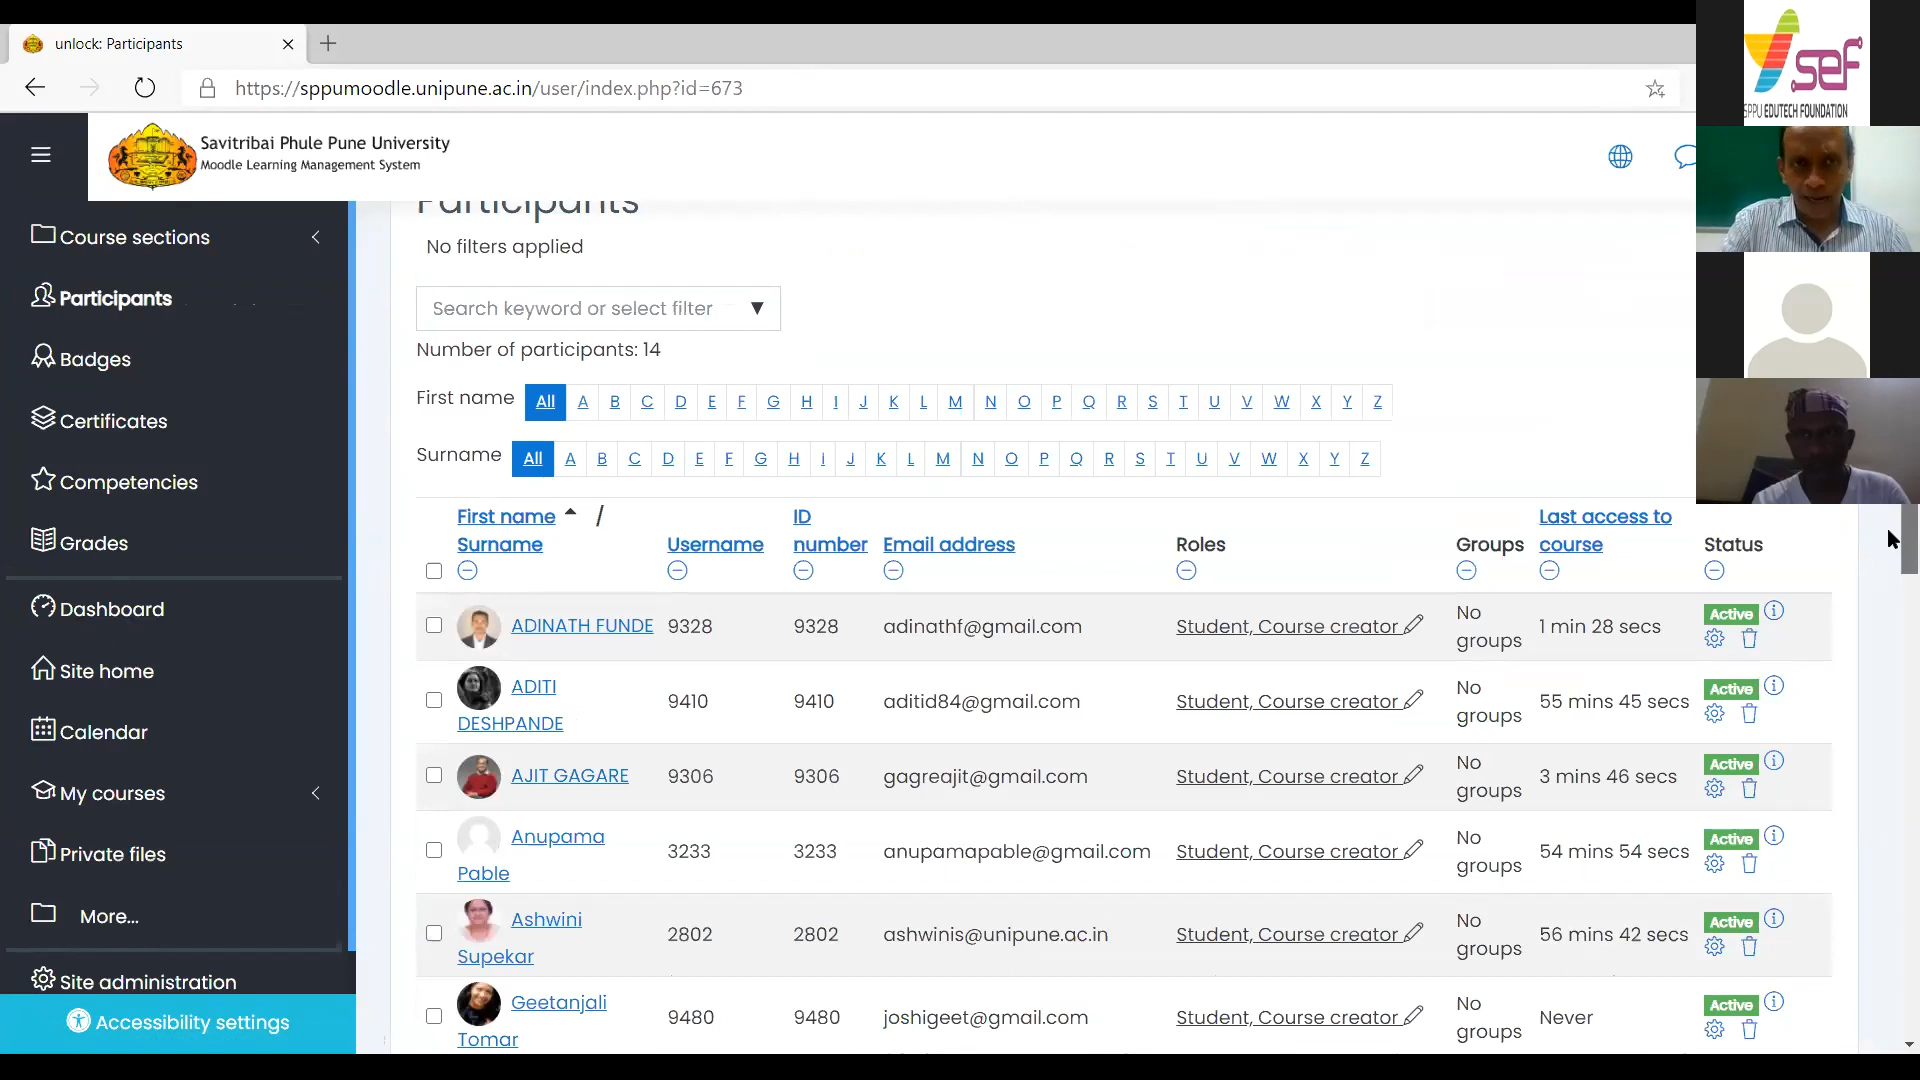 unlock: Participants
https://sppumoodle.unipune.ac.in/user/index.php?id=673
Savitribai Phule Pune University
Moodle Learning Management System
sef
SPPU EDUTECH FOUNDATION
Course sections
Participants
Badges
Certificates
Competencies
Grades
Dashboard
Site home
Calendar
My courses
Private files
More...
Site administration
Accessibility settings
Participants
No filters applied
Search keyword or select filter ▼
Number of participants: 14
First name All A B C D E F G H I J K L M N O P Q R S T U V W X Y Z
Surname All A B C D E F G H I J K L M N O P Q R S T U V W X Y Z
First name / Surname Username ID number Email address Roles Groups Last access to course Status
ADINATH FUNDE 9328 9328 adinathf@gmail.com Student, Course creator No groups 1 min 28 secs Active
ADITI DESHPANDE 9410 9410 aditid84@gmail.com Student, Course creator No groups 55 mins 45 secs Active
AJIT GAGARE 9306 9306 gagreajit@gmail.com Student, Course creator No groups 3 mins 46 secs Active
Anupama Pable 3233 3233 anupamapable@gmail.com Student, Course creator No groups 54 mins 54 secs Active
Ashwini Supekar 2802 2802 ashwinis@unipune.ac.in Student, Course creator No groups 56 mins 42 secs Active
Geetanjali Tomar 9480 9480 joshigeet@gmail.com Student, Course creator No groups Never Active